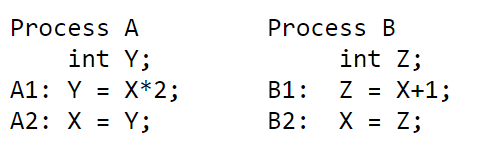 Process A          Process B
    int Y;             int Z;
A1: Y = X*2;       B1:  Z = X+1;
A2: X = Y;         B2:  X = Z;